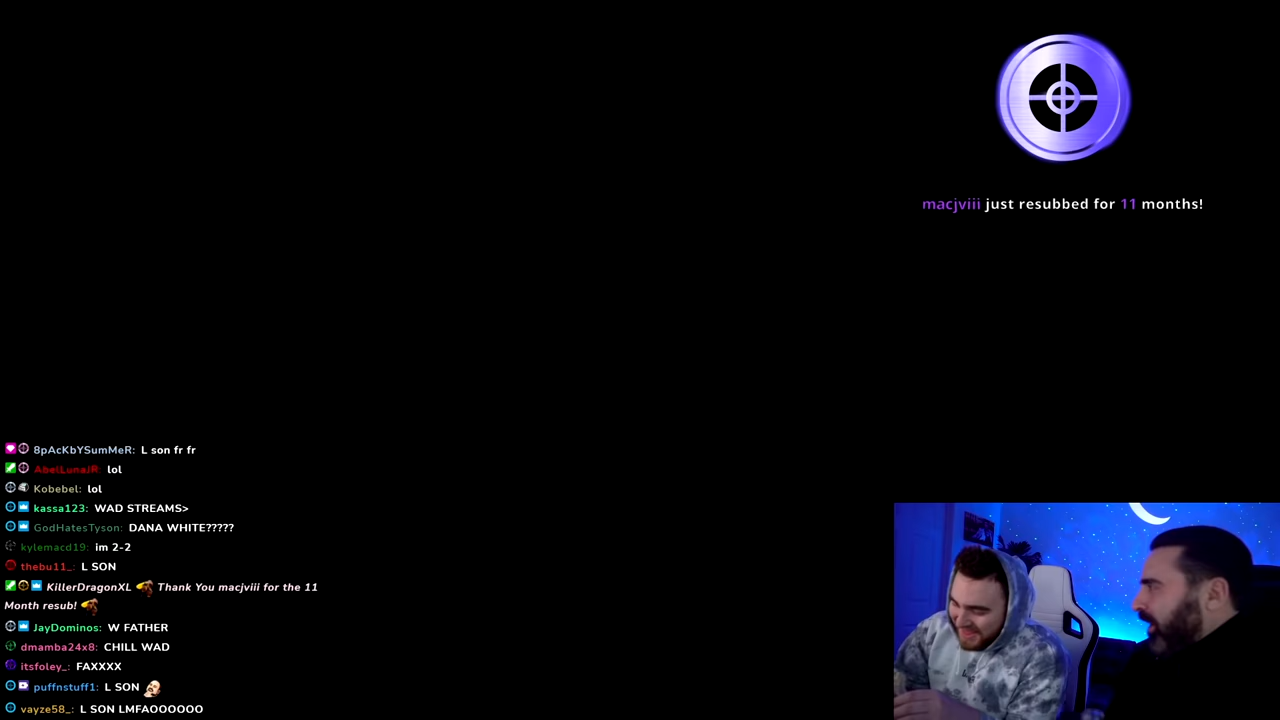 macjviii just resubbed for 11 months!
8pAcKbYSumMeR: L son fr fr
AbelLunaJR: lol
Kobebel: lol
kassa123: WAD STREAMS>
GodHatesTyson: DANA WHITE?????
kylemacd19: im 2-2
thebu11_: L SON
KillerDragonXL Thank You macjviii for the 11
Month resub!
JayDominos: W FATHER
dmamba24x8: CHILL WAD
itsfoley_: FAXXXX
puffnstuff1: L SON
vayze58_: L SON LMFAOOOOOO